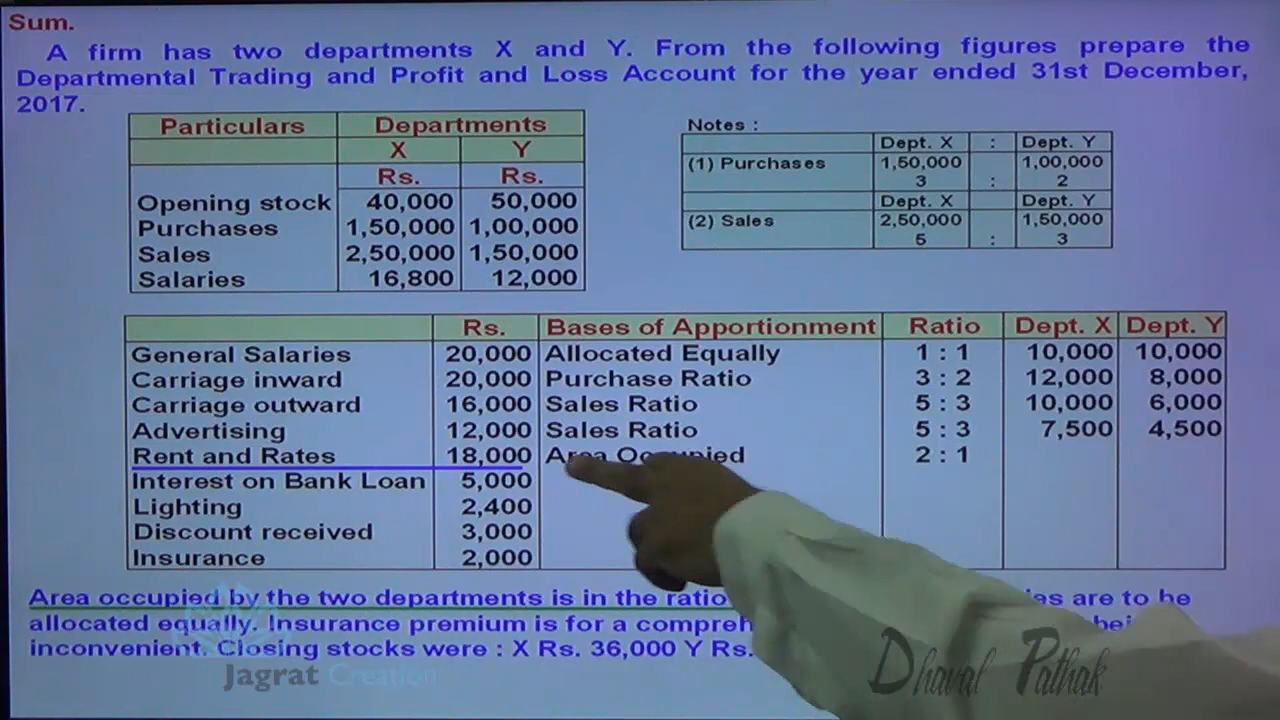 Sum.
A firm has two departments X and Y. From the following figures prepare the
Departmental Trading and Profit and Loss Account for the year ended 31st December,
2017.
Particulars Departments
X Y
Rs. Rs.
Opening stock 40,000 50,000
Purchases 1,50,000 1,00,000
Sales 2,50,000 1,50,000
Salaries 16,800 12,000
Notes :
Dept. X : Dept. Y
(1) Purchases 1,50,000 1,00,000
3 : 2
Dept. X Dept. Y
(2) Sales 2,50,000 1,50,000
5 : 3
Rs. Bases of Apportionment Ratio Dept. X Dept. Y
General Salaries 20,000 Allocated Equally 1 : 1 10,000 10,000
Carriage inward 20,000 Purchase Ratio 3 : 2 12,000 8,000
Carriage outward 16,000 Sales Ratio 5 : 3 10,000 6,000
Advertising 12,000 Sales Ratio 5 : 3 7,500 4,500
Rent and Rates 18,000 Area Occupied 2 : 1
Interest on Bank Loan 5,000
Lighting 2,400
Discount received 3,000
Insurance 2,000
Area occupied by the two departments is in the ratio are to be
allocated equally. Insurance premium is for a
inconvenient. Closing stocks were : X Rs. 36,000 Y Rs.
Jagrat Creation
Dhaval Pathak